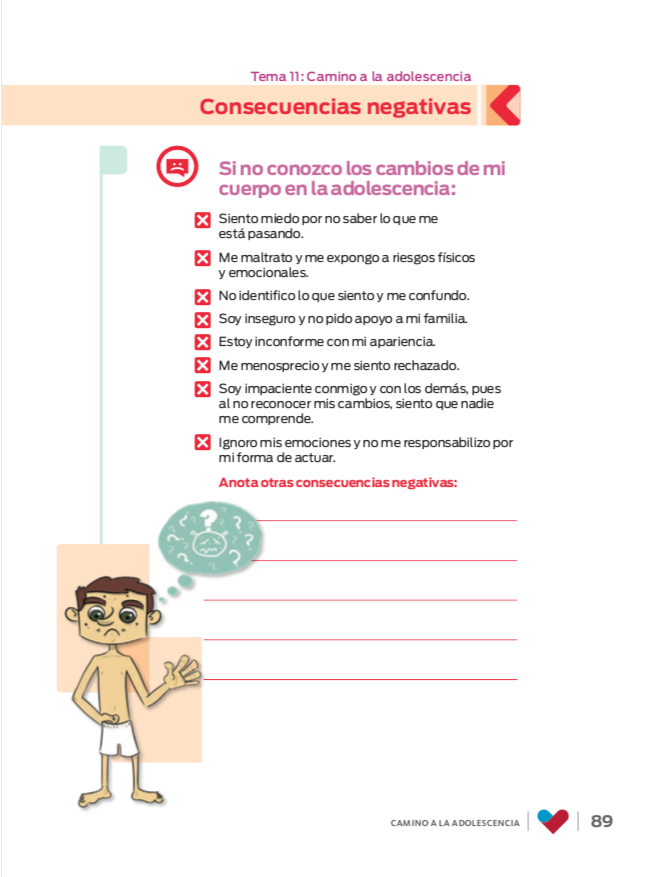 Tema 11: Camino a la adolescencia
Consecuencias negativas
Si no conozco los cambios de mi
cuerpo en la adolescencia:
Siento miedo por no saber lo que me
está pasando.
Me maltrato y me expongo a riesgos físicos
y emocionales.
No identifico lo que siento y me confundo.
Soy inseguro y no pido apoyo a mi familia.
Estoy inconforme con mi apariencia.
Me menosprecio y me siento rechazado.
Soy impaciente conmigo y con los demás, pues
al no reconocer mis cambios, siento que nadie
me comprende.
Ignoro mis emociones y no me responsabilizo por
mi forma de actuar.
Anota otras consecuencias negativas:
CAMINO A LA ADOLESCENCIA
89